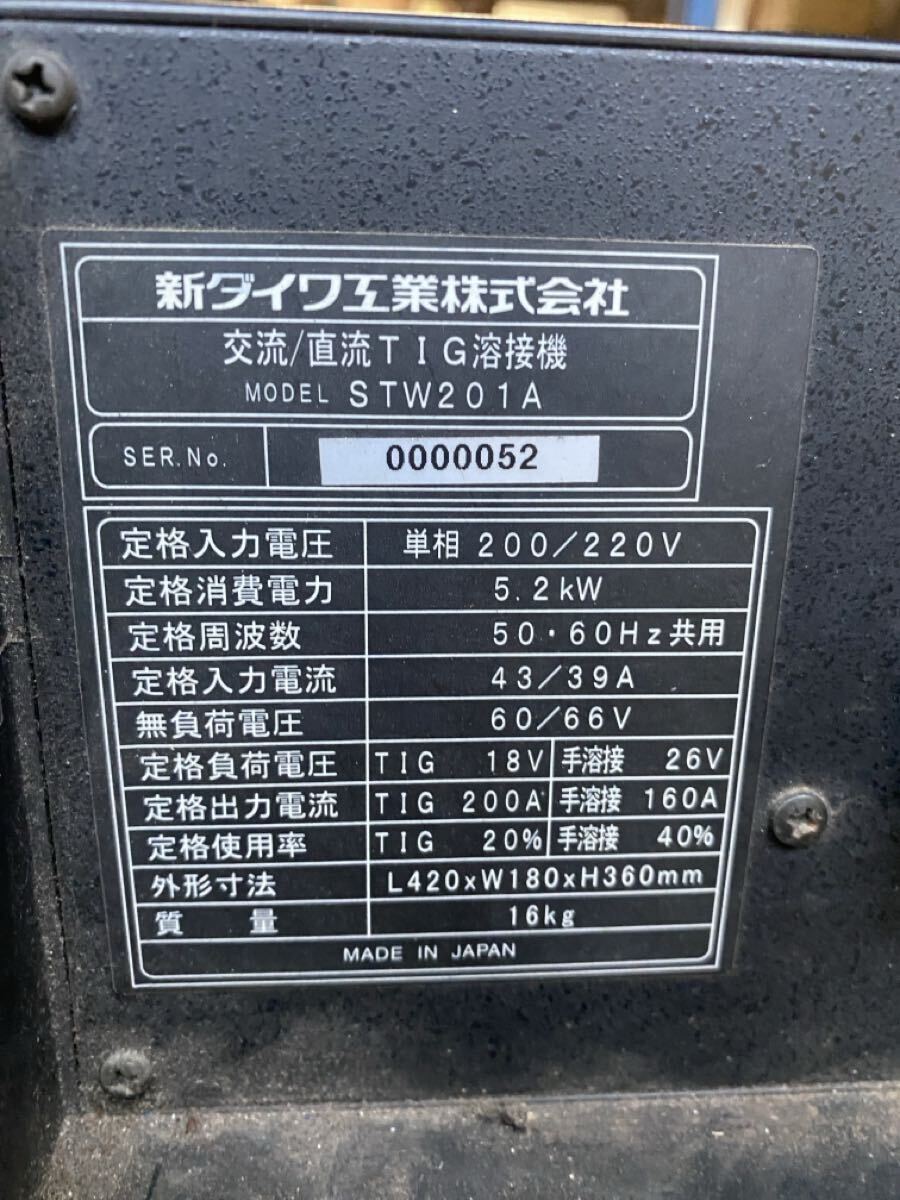 新ダイワ工業株式会社
交流/直流TIG溶接機
MODEL STW201A
SER.No. 0000052
定格入力電圧 単相 200/220V
定格消費電力 5.2kW
定格周波数 50・60Hz共用
定格入力電流 43/39A
無負荷電圧 60/66V
定格負荷電圧 TIG 18V 手溶接 26V
定格出力電流 TIG 200A 手溶接 160A
定格使用率 TIG 20% 手溶接 40%
外形寸法 L420xW180xH360mm
質 量 16kg
MADE IN JAPAN